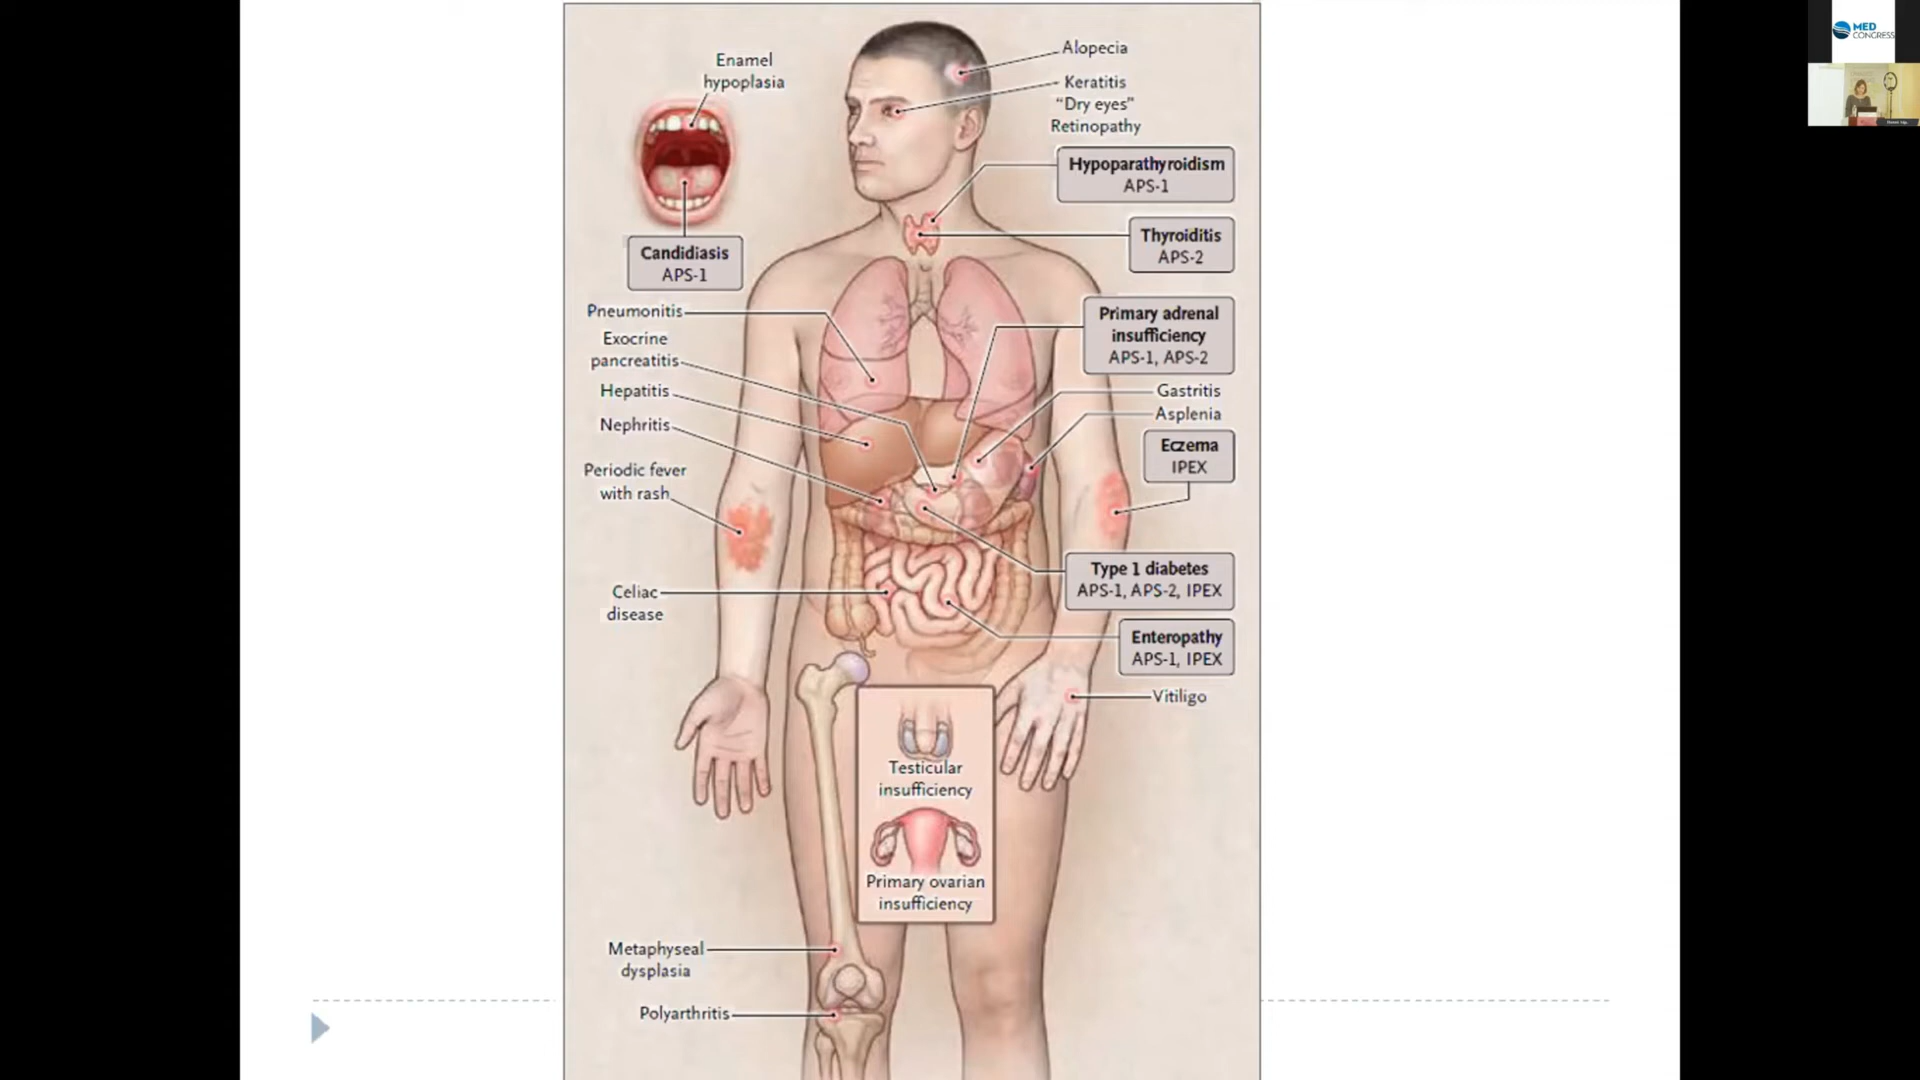 Enamel
hypoplasia
Alopecia
Keratitis
“Dry eyes”
Retinopathy
Hypoparathyroidism
APS-1
Thyroiditis
APS-2
Candidiasis
APS-1
Pneumonitis
Exocrine
pancreatitis
Hepatitis
Nephritis
Periodic fever
with rash
Primary adrenal
insufficiency
APS-1, APS-2
Gastritis
Asplenia
Eczema
IPEX
Celiac
disease
Type 1 diabetes
APS-1, APS-2, IPEX
Enteropathy
APS-1, IPEX
Vitiligo
Testicular
insufficiency
Primary ovarian
insufficiency
Metaphyseal
dysplasia
Polyarthritis
MED
CONGRESS